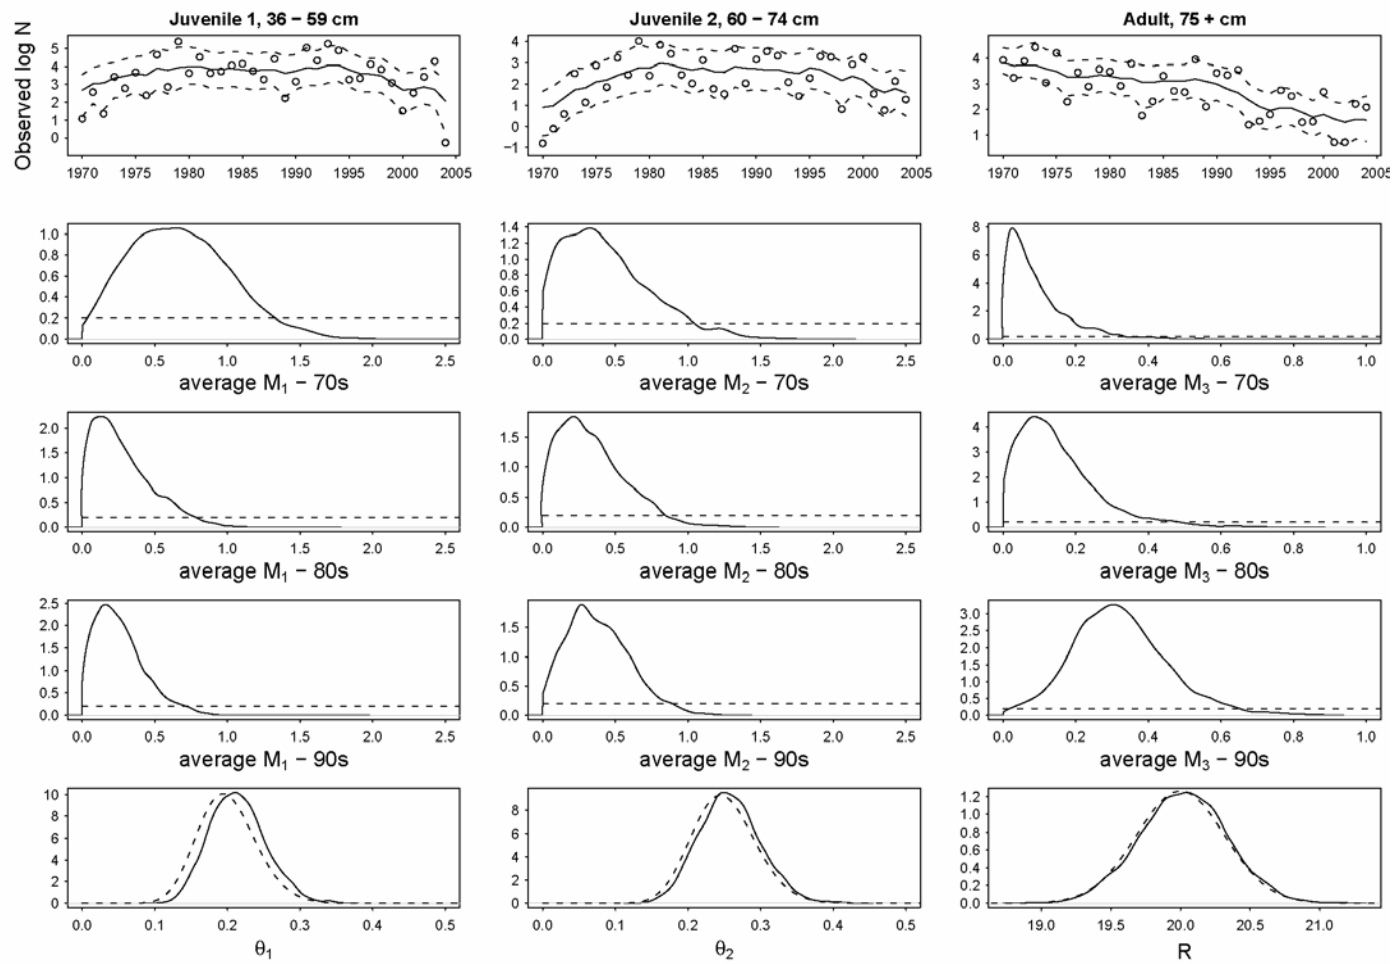 Juvenile 1, 36 − 59 cm
Juvenile 2, 60 − 74 cm
Adult, 75 + cm
Observed log N
5
4
3
2
1
0
1970 1975 1980 1985 1990 1995 2000 2005
4
3
2
1
0
−1
1970 1975 1980 1985 1990 1995 2000 2005
4
3
2
1
1970 1975 1980 1985 1990 1995 2000 2005
1.0
0.8
0.6
0.4
0.2
0.0
0.0 0.5 1.0 1.5 2.0 2.5
average M₁ − 70s
1.4
1.2
1.0
0.8
0.6
0.4
0.2
0.0
0.0 0.5 1.0 1.5 2.0 2.5
average M₂ − 70s
8
6
4
2
0
0.0 0.2 0.4 0.6 0.8 1.0
average M₃ − 70s
2.0
1.5
1.0
0.5
0.0
0.0 0.5 1.0 1.5 2.0 2.5
average M₁ − 80s
1.5
1.0
0.5
0.0
0.0 0.5 1.0 1.5 2.0 2.5
average M₂ − 80s
4
3
2
1
0
0.0 0.2 0.4 0.6 0.8 1.0
average M₃ − 80s
2.5
2.0
1.5
1.0
0.5
0.0
0.0 0.5 1.0 1.5 2.0 2.5
average M₁ − 90s
1.5
1.0
0.5
0.0
0.0 0.5 1.0 1.5 2.0 2.5
average M₂ − 90s
3.0
2.5
2.0
1.5
1.0
0.5
0.0
0.0 0.2 0.4 0.6 0.8 1.0
average M₃ − 90s
10
8
6
4
2
0
0.0 0.1 0.2 0.3 0.4 0.5
θ₁
8
6
4
2
0
0.0 0.1 0.2 0.3 0.4 0.5
θ₂
1.2
1.0
0.8
0.6
0.4
0.2
0.0
19.0 19.5 20.0 20.5 21.0
R